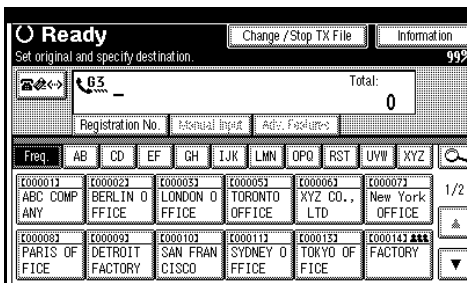 Ready Change / Stop TX File Information
Set original and specify destination. 99%
G3 _ Total:
0
Registration No. Manual Input Adv. Features
Freq. AB CD EF GH IJK LMN OPQ RST UVW XYZ
[00001] [00002] [00003] [00005] [00006] [00007]
ABC COMP BERLIN O LONDON O TORONTO XYZ CO., New York
ANY FFICE FFICE OFFICE LTD OFFICE
1/2
[00008] [00009] [00010] [00011] [00013] [00014]
PARIS OF DETROIT SAN FRAN SYDNEY O TOKYO OF FACTORY
FICE FACTORY CISCO FFICE FICE